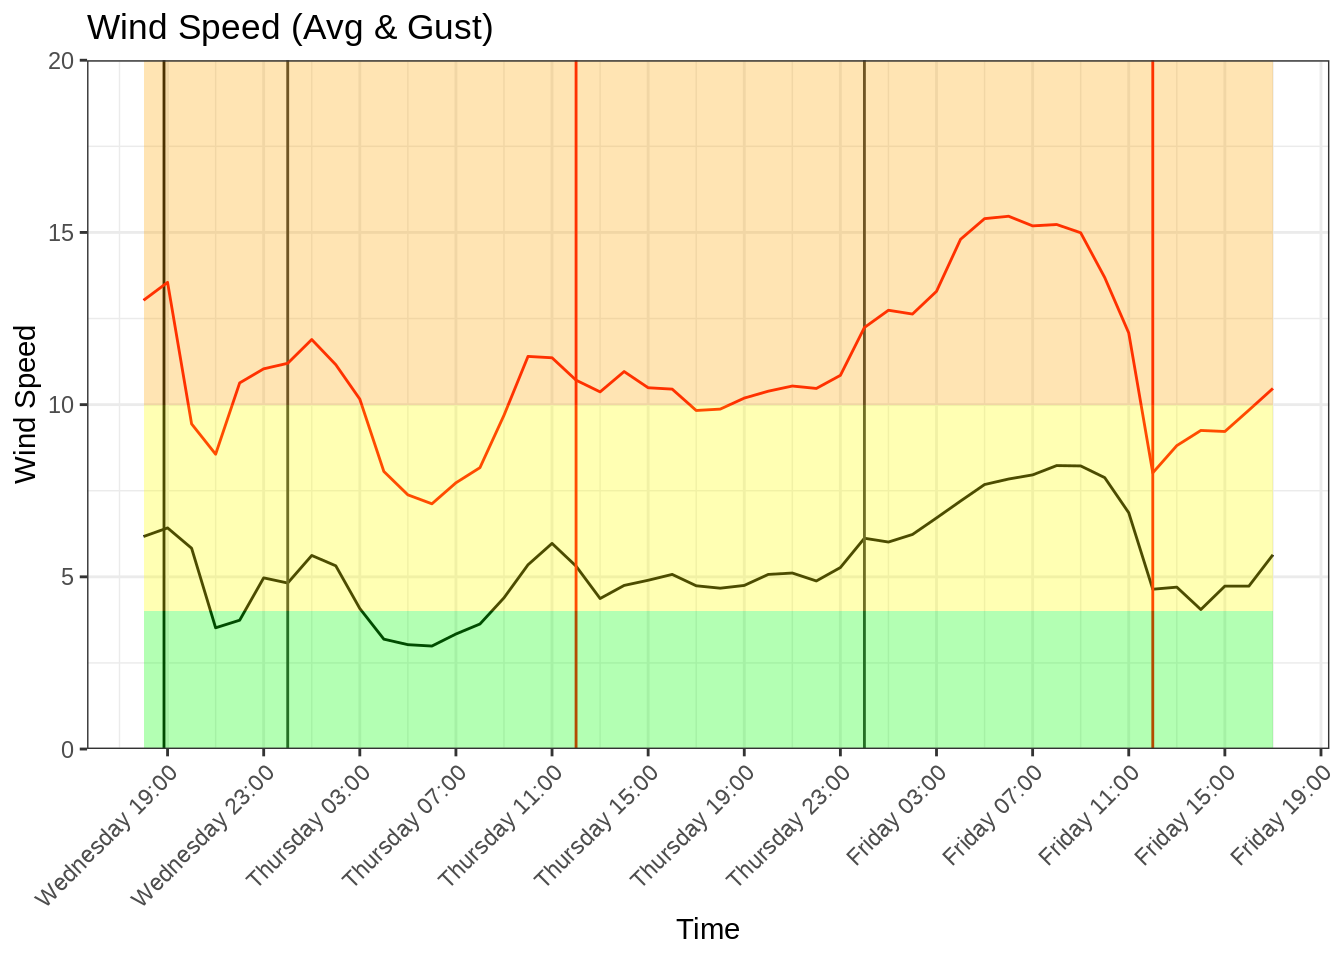 Wind Speed (Avg & Gust)
20
15
10
5
0
Wind Speed
Wednesday 19:00
Wednesday 23:00
Thursday 03:00
Thursday 07:00
Thursday 11:00
Thursday 15:00
Thursday 19:00
Thursday 23:00
Friday 03:00
Friday 07:00
Friday 11:00
Friday 15:00
Friday 19:00
Time